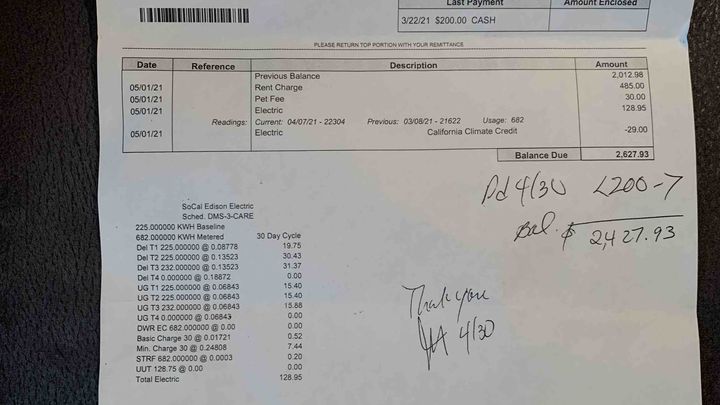 Last Payment Amount Enclosed
3/22/21 $200.00 CASH
PLEASE RETURN TOP PORTION WITH YOUR REMITTANCE
Date Reference Description Amount
Previous Balance 2,012.98
05/01/21 Rent Charge 485.00
05/01/21 Pet Fee 30.00
05/01/21 Electric 128.95
Readings: Current: 04/07/21 - 22304 Previous: 03/08/21 - 21622 Usage: 682
05/01/21 Electric California Climate Credit -29.00
Balance Due 2,627.93
Pd 4/30 <200-7
Bal. $ 2,427.93
SoCal Edison Electric
Sched. DMS-3-CARE
225.000000 KWH Baseline
682.000000 KWH Metered 30 Day Cycle
Del T1 225.000000 @ 0.08778 19.75
Del T2 225.000000 @ 0.13523 30.43
Del T3 232.000000 @ 0.13523 31.37
Del T4 0.000000 @ 0.18872 0.00
UG T1 225.000000 @ 0.06843 15.40
UG T2 225.000000 @ 0.06843 15.40
UG T3 232.000000 @ 0.06843 15.88
UG T4 0.000000 @ 0.06843 0.00
DWR EC 682.000000 @ 0.00 0.00
Basic Charge 30 @ 0.01721 0.52
Min. Charge 30 @ 0.24808 7.44
STRF 682.000000 @ 0.0003 0.20
UUT 128.75 @ 0.00 0.00
Total Electric 128.95
Thank you
4/30